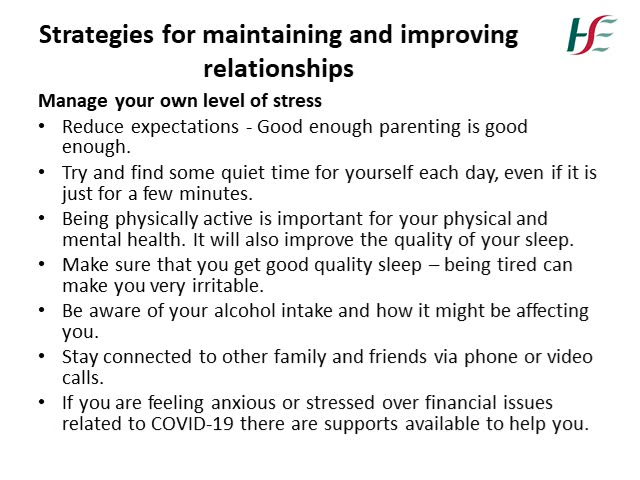 Strategies for maintaining and improving
relationships
HSE
Manage your own level of stress
• Reduce expectations - Good enough parenting is good
enough.
• Try and find some quiet time for yourself each day, even if it is
just for a few minutes.
• Being physically active is important for your physical and
mental health. It will also improve the quality of your sleep.
• Make sure that you get good quality sleep – being tired can
make you very irritable.
• Be aware of your alcohol intake and how it might be affecting
you.
• Stay connected to other family and friends via phone or video
calls.
• If you are feeling anxious or stressed over financial issues
related to COVID-19 there are supports available to help you.